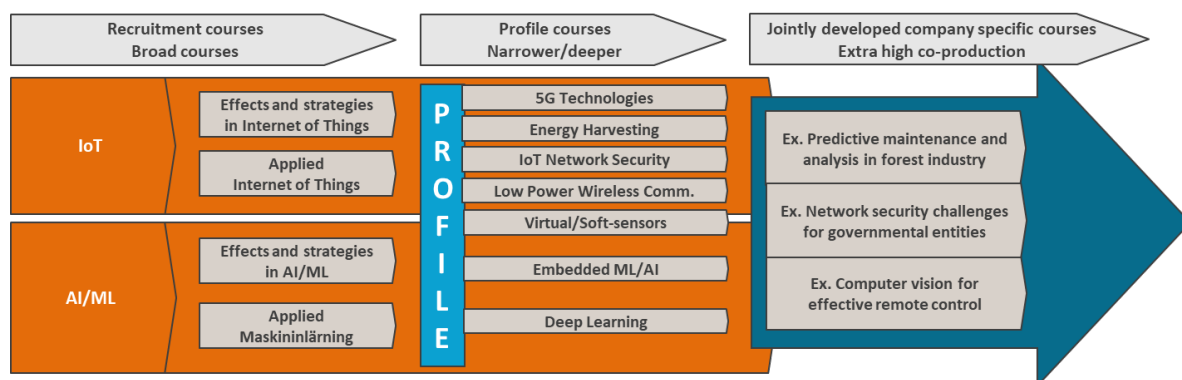 Recruitment courses
Broad courses
Profile courses
Narrower/deeper
Jointly developed company specific courses
Extra high co-production
IoT
Effects and strategies
in Internet of Things
Applied
Internet of Things
AI/ML
Effects and strategies
in AI/ML
Applied
Maskininlärning
PROFILE
5G Technologies
Energy Harvesting
IoT Network Security
Low Power Wireless Comm.
Virtual/Soft-sensors
Embedded ML/AI
Deep Learning
Ex. Predictive maintenance and
analysis in forest industry
Ex. Network security challenges
for governmental entities
Ex. Computer vision for
effective remote control